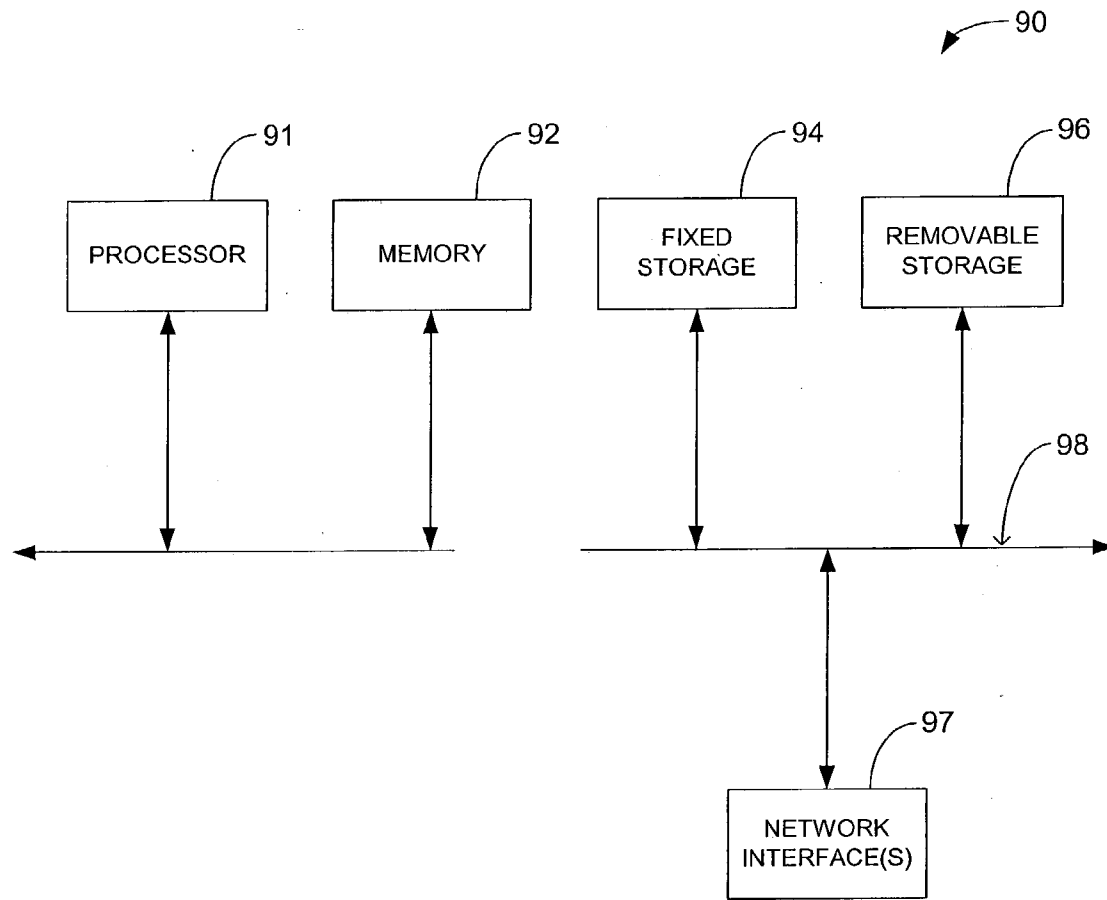 90
91
92
94
96
PROCESSOR
MEMORY
FIXED
STORAGE
REMOVABLE
STORAGE
98
97
NETWORK
INTERFACE(S)